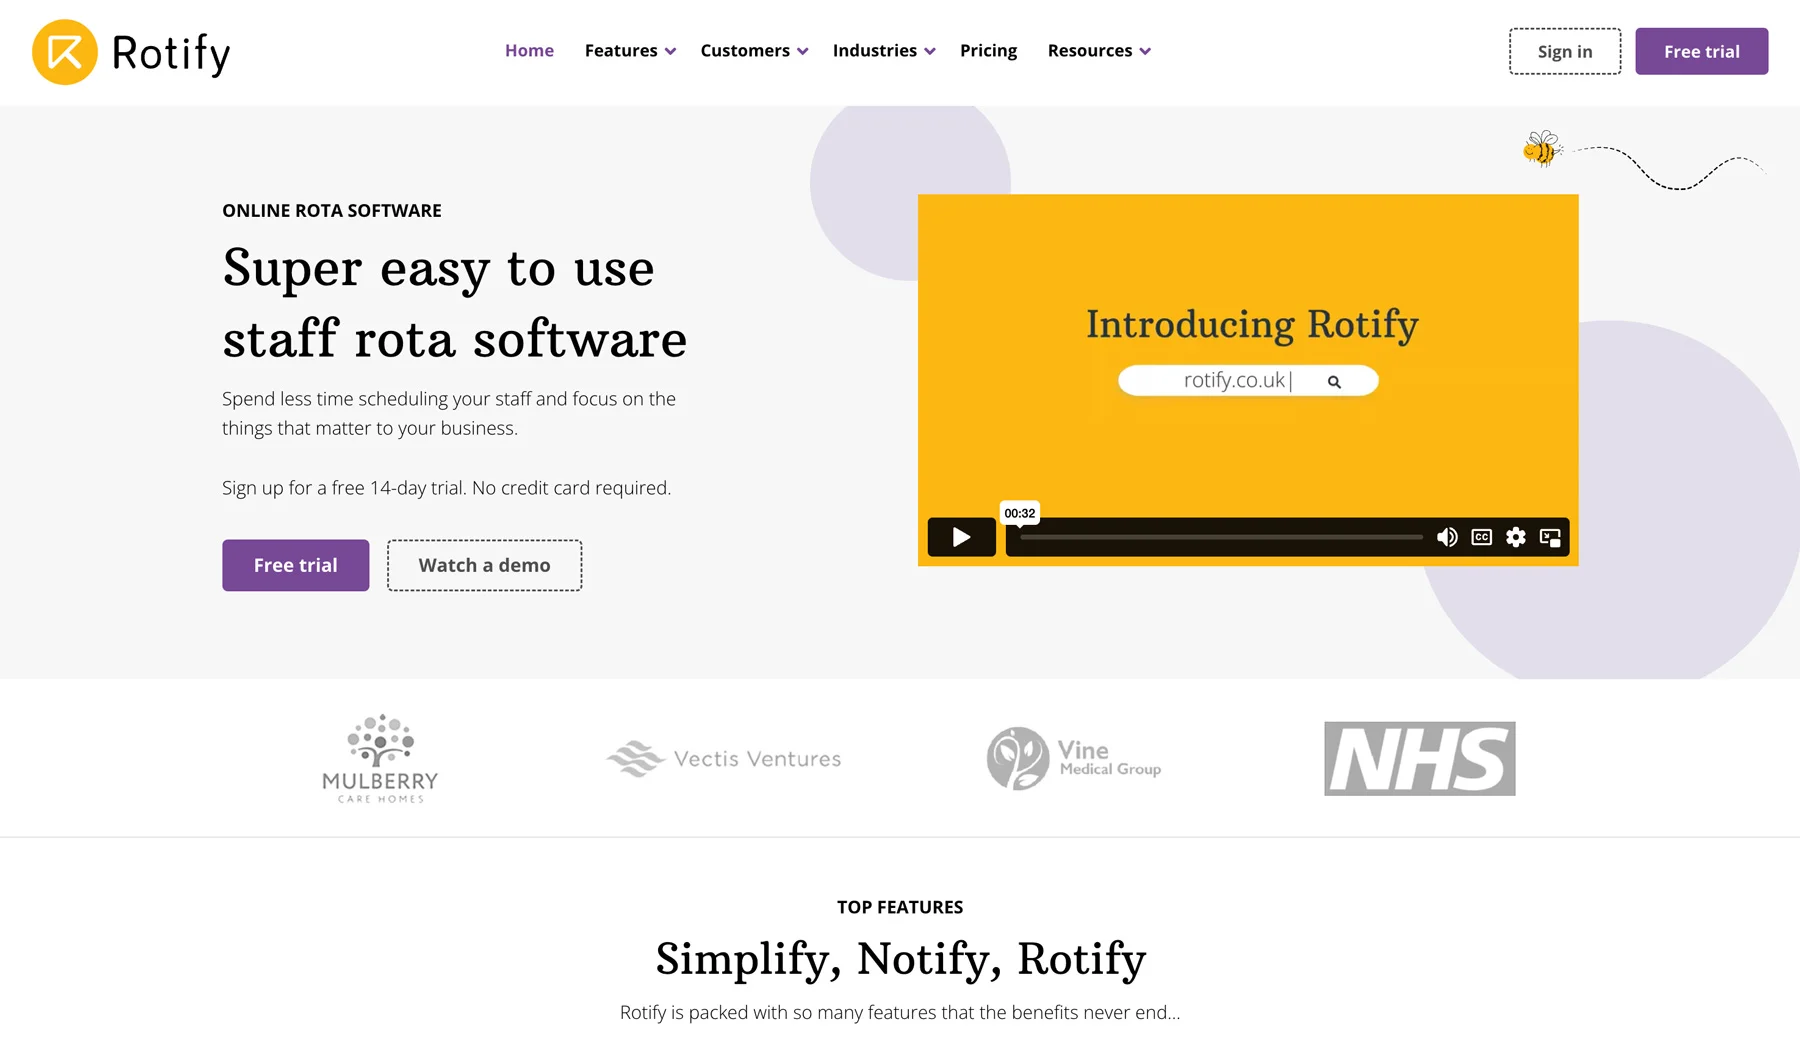 Rotify
Home Features Customers Industries Pricing Resources
Sign in Free trial
ONLINE ROTA SOFTWARE
Super easy to use
staff rota software
Spend less time scheduling your staff and focus on the
things that matter to your business.
Sign up for a free 14-day trial. No credit card required.
Free trial Watch a demo
Introducing Rotify
rotify.co.uk|
00:32
CC
MULBERRY
CARE HOMES
Vectis Ventures
Vine
Medical Group
NHS
TOP FEATURES
Simplify, Notify, Rotify
Rotify is packed with so many features that the benefits never end...